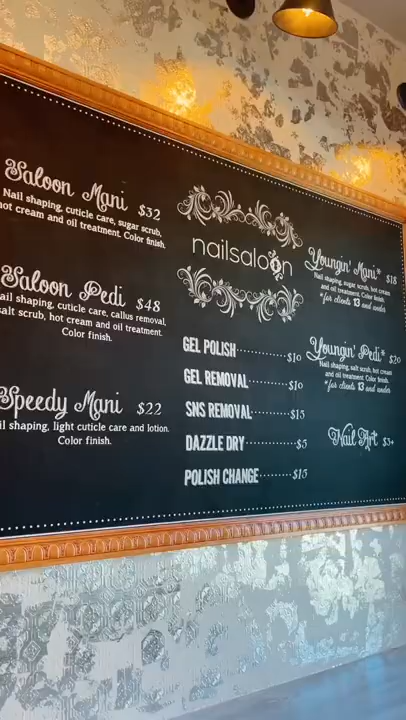 Saloon Mani $32
Nail shaping, cuticle care, sugar scrub,
hot cream and oil treatment. Color finish.
Saloon Pedi $48
ail shaping, cuticle care, callus removal,
salt scrub, hot cream and oil treatment.
Color finish.
Speedy Mani $22
il shaping, light cuticle care and lotion.
Color finish.
nailsaloon
GEL POLISH $10
GEL REMOVAL $10
SNS REMOVAL $15
DAZZLE DRY $5
POLISH CHANGE $15
Youngin' Mani* $18
Nail shaping, sugar scrub, hot cream
and oil treatment. Color finish.
*for clients 13 and under
Youngin' Pedi* $20
Nail shaping, salt scrub, hot cream
and oil treatment. Color finish.
*for clients 13 and under
Nail Art $3+